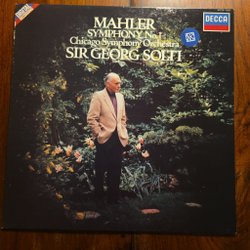 MAHLER
SYMPHONY No. 1
Chicago Symphony Orchestra
SIR GEORG SOLTI
DECCA